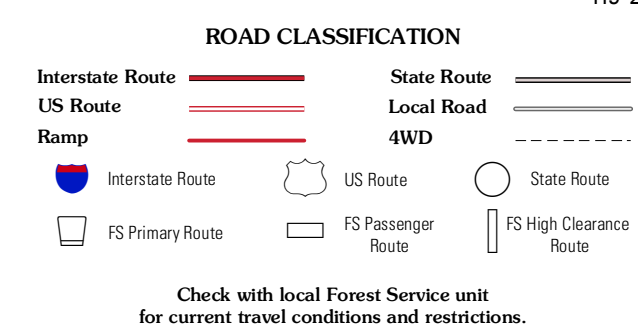 ROAD CLASSIFICATION
Interstate Route
State Route
US Route
Local Road
Ramp
4WD
Interstate Route
US Route
State Route
FS Primary Route
FS Passenger
Route
FS High Clearance
Route
Check with local Forest Service unit
for current travel conditions and restrictions.